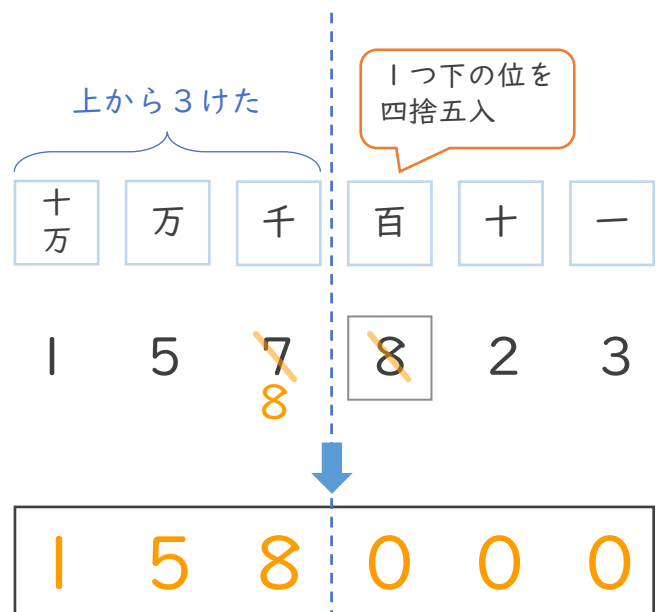 上から3けた
1つ下の位を
四捨五入
十万 万 千 百 十 一
1 5 7 8 2 3
8
1 5 8 0 0 0